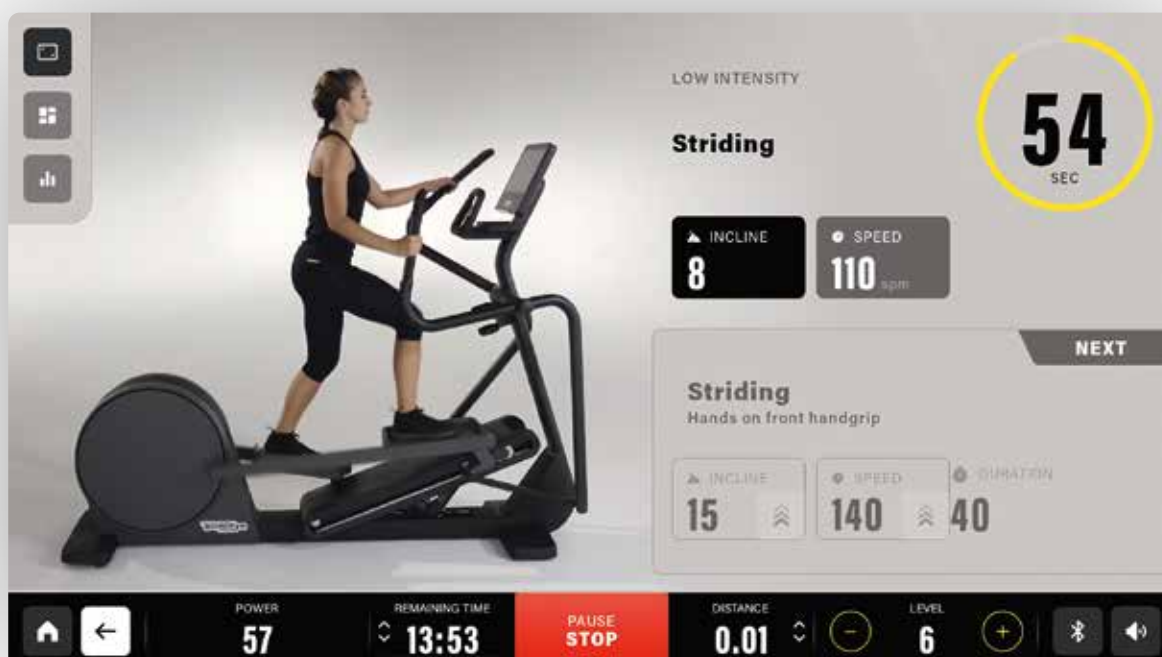 LOW INTENSITY
Striding
54
SEC
INCLINE
8
SPEED
110 spm
NEXT
Striding
Hands on front handgrip
INCLINE
15
SPEED
140
DURATION
40
POWER
57
REMAINING TIME
13:53
PAUSE
STOP
DISTANCE
0.01
LEVEL
6